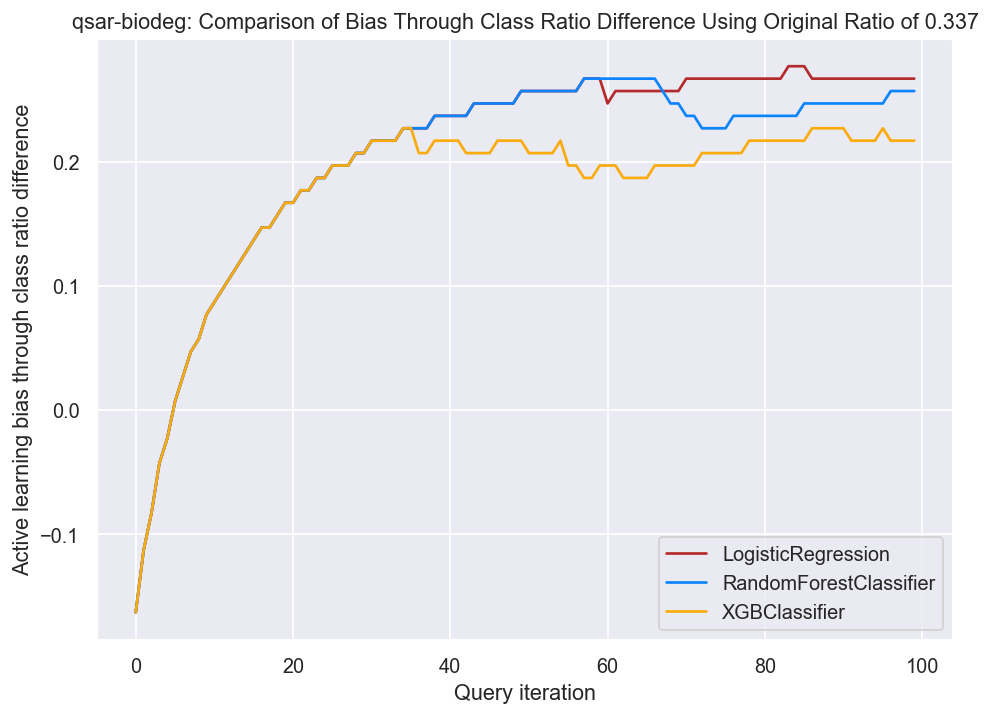 qsar-biodeg: Comparison of Bias Through Class Ratio Difference Using Original Ratio of 0.337
Active learning bias through class ratio difference
0.2
0.1
0.0
−0.1
LogisticRegression
RandomForestClassifier
XGBClassifier
0 20 40 60 80 100
Query iteration